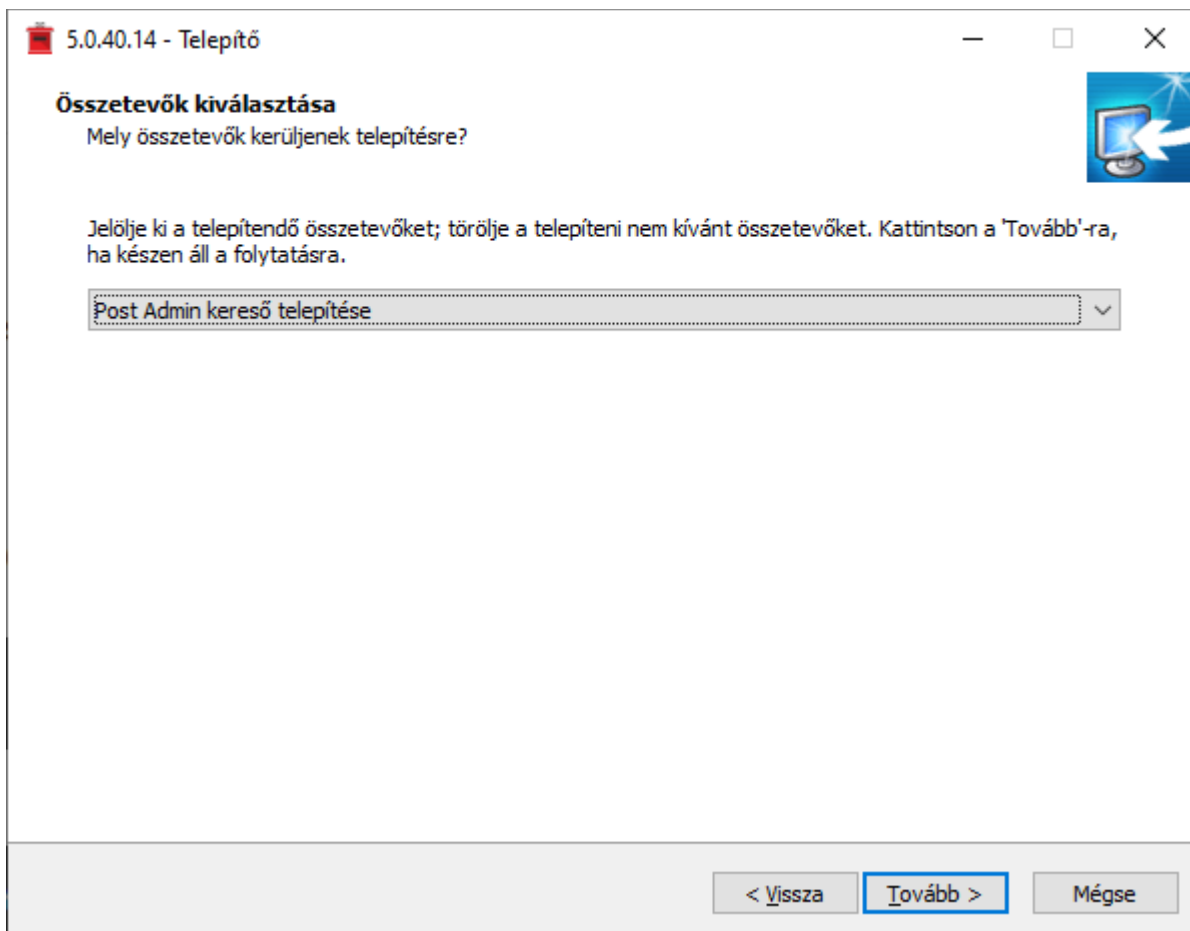 5.0.40.14 - Telepítő
Összetevők kiválasztása
Mely összetevők kerüljenek telepítésre?
Jelölje ki a telepítendő összetevőket; törölje a telepíteni nem kívánt összetevőket. Kattintson a 'Tovább'-ra,
ha készen áll a folytatásra.
Post Admin kereső telepítése
< Vissza
Tovább >
Mégse